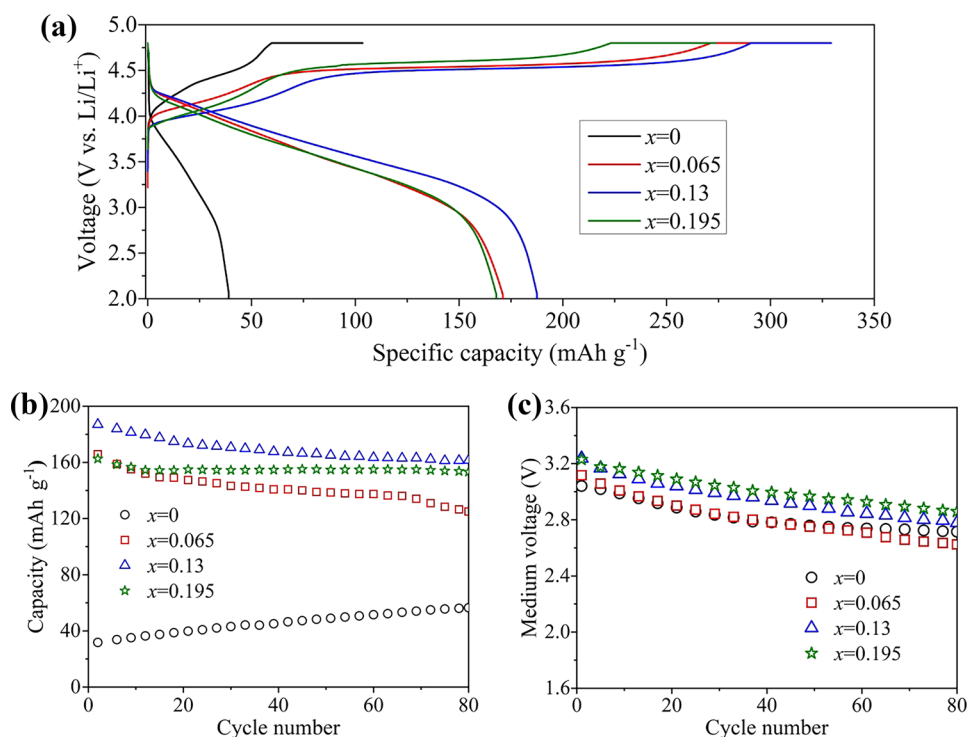 (a)
5.0
4.5
4.0
3.5
3.0
2.5
2.0
Voltage (V vs. Li/Li⁺)
0
50
100
150
200
250
300
350
Specific capacity (mAh g⁻¹)
x=0
x=0.065
x=0.13
x=0.195
(b)
200
160
120
80
40
0
Capacity (mAh g⁻¹)
x=0
x=0.065
x=0.13
x=0.195
0
20
40
60
80
Cycle number
(c)
3.6
3.2
2.8
2.4
2.0
1.6
Medium voltage (V)
x=0
x=0.065
x=0.13
x=0.195
0
20
40
60
80
Cycle number